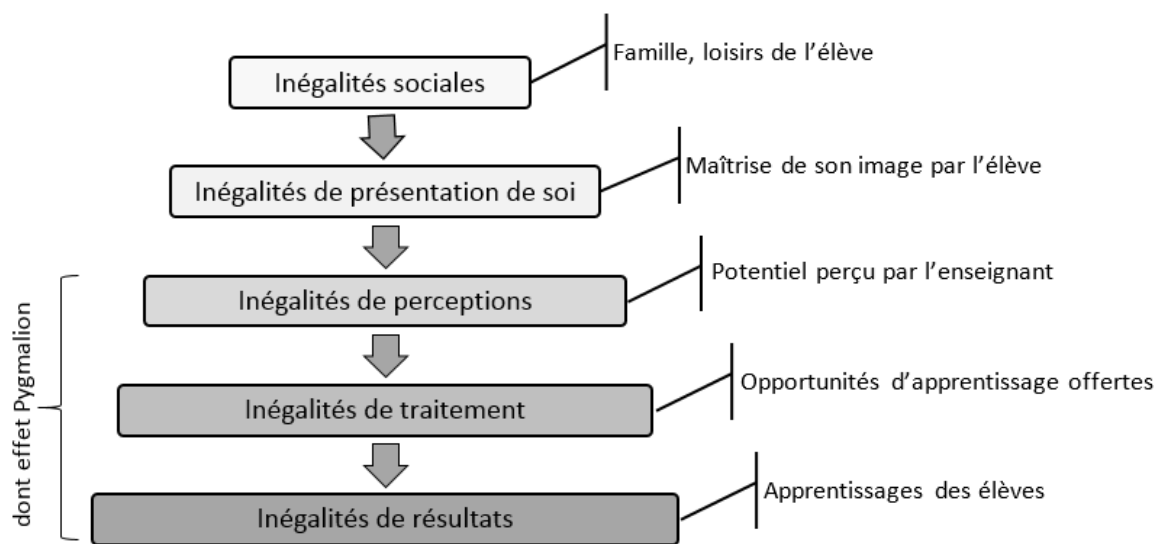 Famille, loisirs de l’élève
Inégalités sociales
Maîtrise de son image par l’élève
Inégalités de présentation de soi
Potentiel perçu par l’enseignant
Inégalités de perceptions
Opportunités d’apprentissage offertes
Inégalités de traitement
Apprentissages des élèves
Inégalités de résultats
dont effet Pygmalion